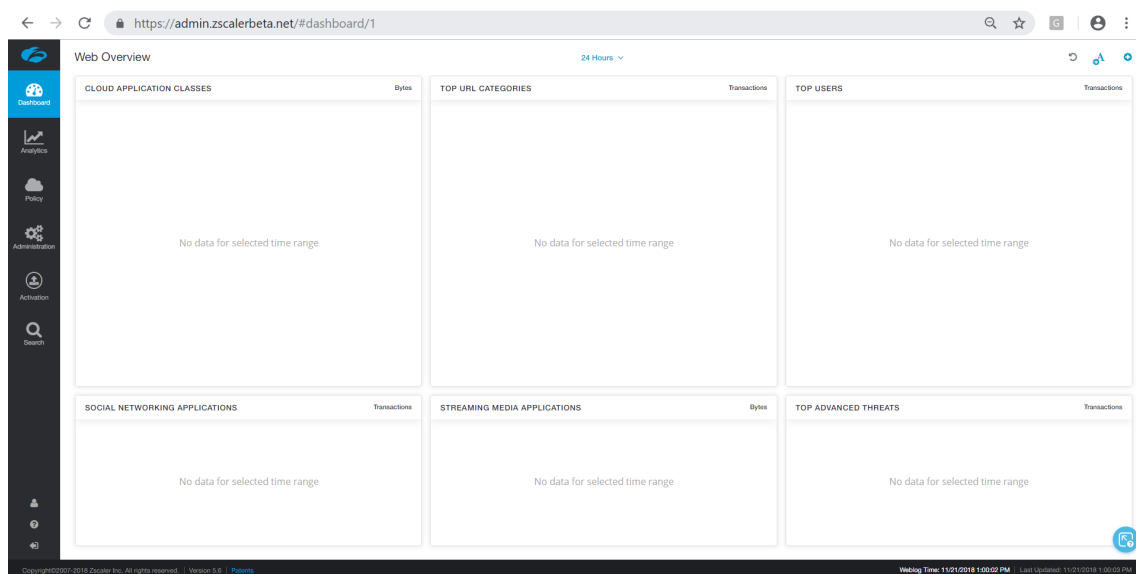 https://admin.zscalerbeta.net/#dashboard/1
G
Web Overview
24 Hours
A
Dashboard
Analytics
Policy
Administration
Activation
Search
CLOUD APPLICATION CLASSES Bytes
No data for selected time range
TOP URL CATEGORIES Transactions
No data for selected time range
TOP USERS Transactions
No data for selected time range
SOCIAL NETWORKING APPLICATIONS Transactions
No data for selected time range
STREAMING MEDIA APPLICATIONS Bytes
No data for selected time range
TOP ADVANCED THREATS Transactions
No data for selected time range
Copyright©2007-2018 Zscaler Inc. All rights reserved. | Version 5.6 | Patents
Weblog Time: 11/21/2018 1:00:02 PM | Last Updated: 11/21/2018 1:00:03 PM